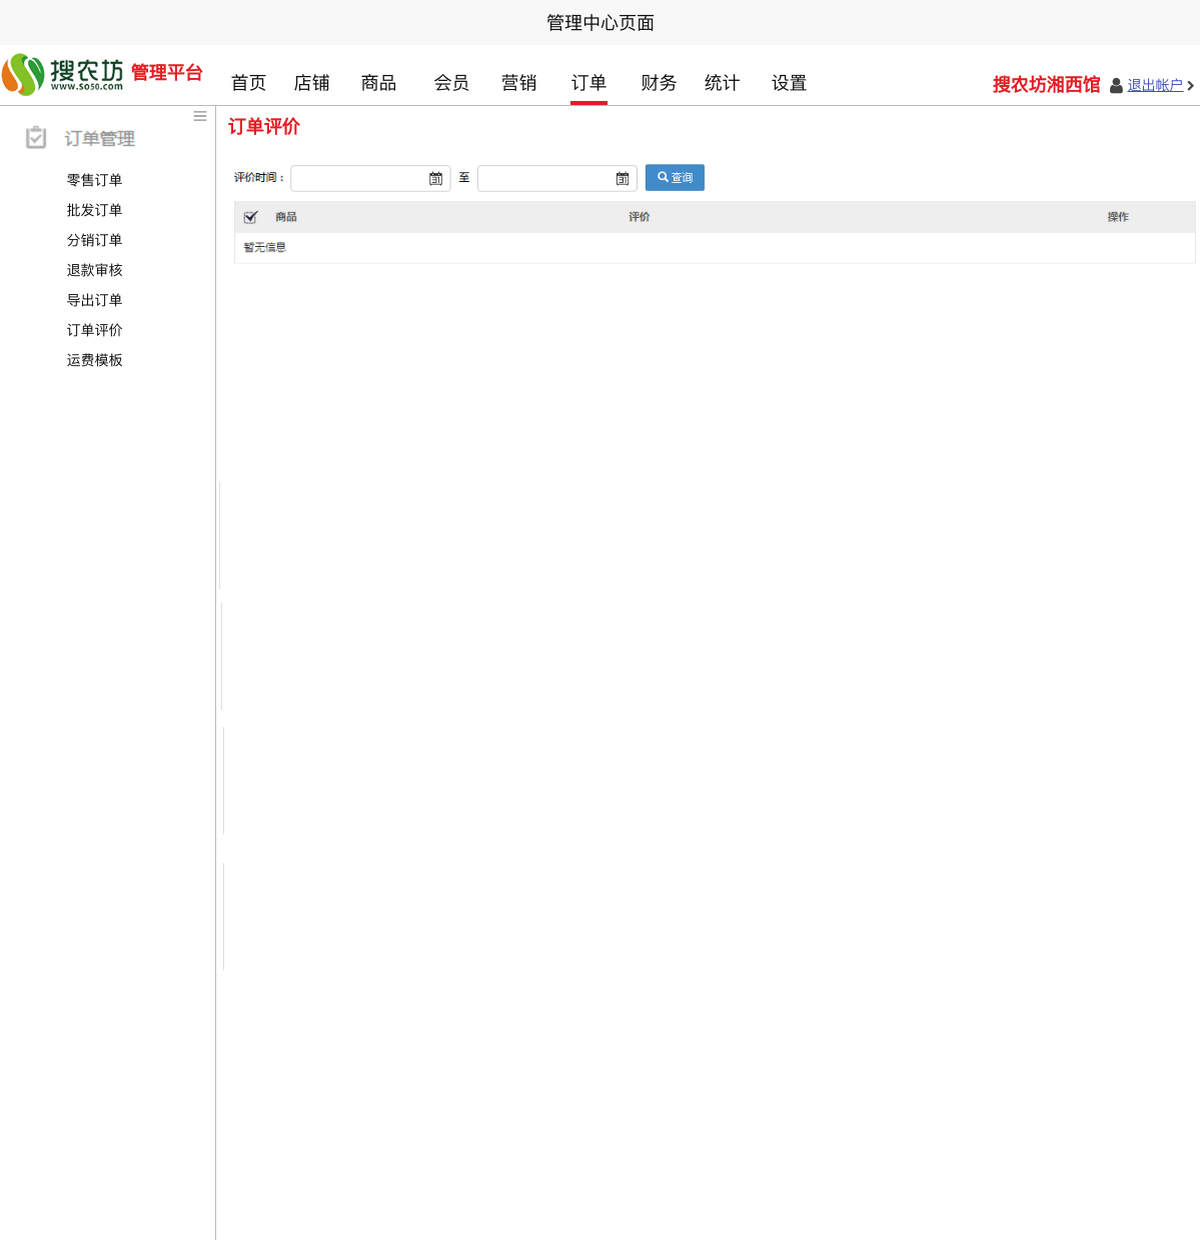 管理中心页面
搜农坊 管理平台
www.so50.com
首页 店铺 商品 会员 营销 订单 财务 统计 设置
搜农坊湘西馆 退出帐户
订单管理
零售订单
批发订单
分销订单
退款审核
导出订单
订单评价
运费模板
订单评价
评价时间： 至 查询
商品 评价 操作
暂无信息